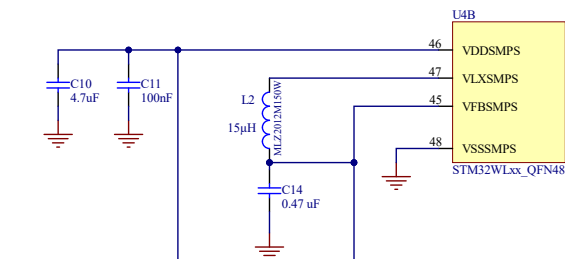 U4B
46 VDDSMPS
47 VLXSMPS
45 VFBSMPS
48 VSSSMPS
STM32WLxx_QFN48
C10
4.7uF
C11
100nF
L2
15µH
MLZ2012M150W
C14
0.47 uF